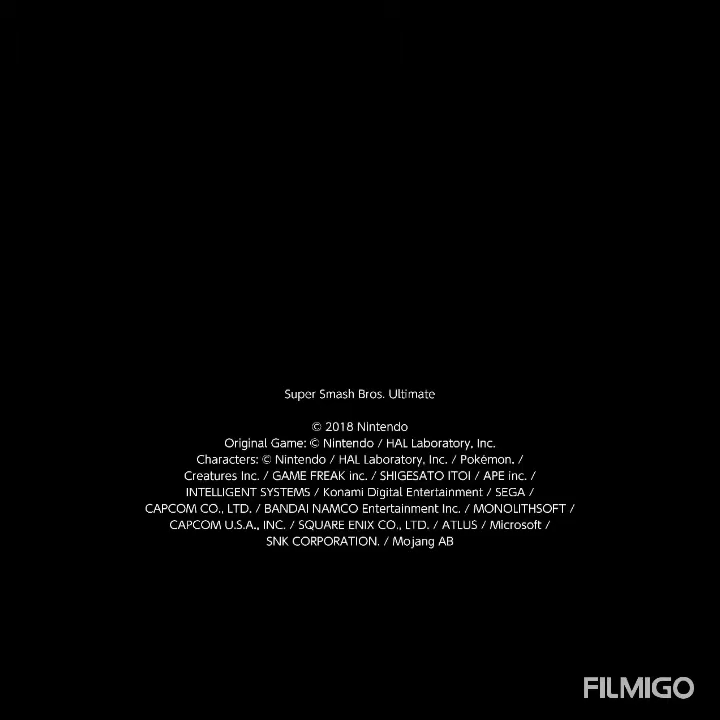 Super Smash Bros. Ultimate
© 2018 Nintendo
Original Game: © Nintendo / HAL Laboratory, Inc.
Characters: © Nintendo / HAL Laboratory, Inc. / Pokémon. /
Creatures Inc. / GAME FREAK inc. / SHIGESATO ITOI / APE inc. /
INTELLIGENT SYSTEMS / Konami Digital Entertainment / SEGA /
CAPCOM CO., LTD. / BANDAI NAMCO Entertainment Inc. / MONOLITHSOFT /
CAPCOM U.S.A., INC. / SQUARE ENIX CO., LTD. / ATLUS / Microsoft /
SNK CORPORATION. / Mojang AB
FILMIGO